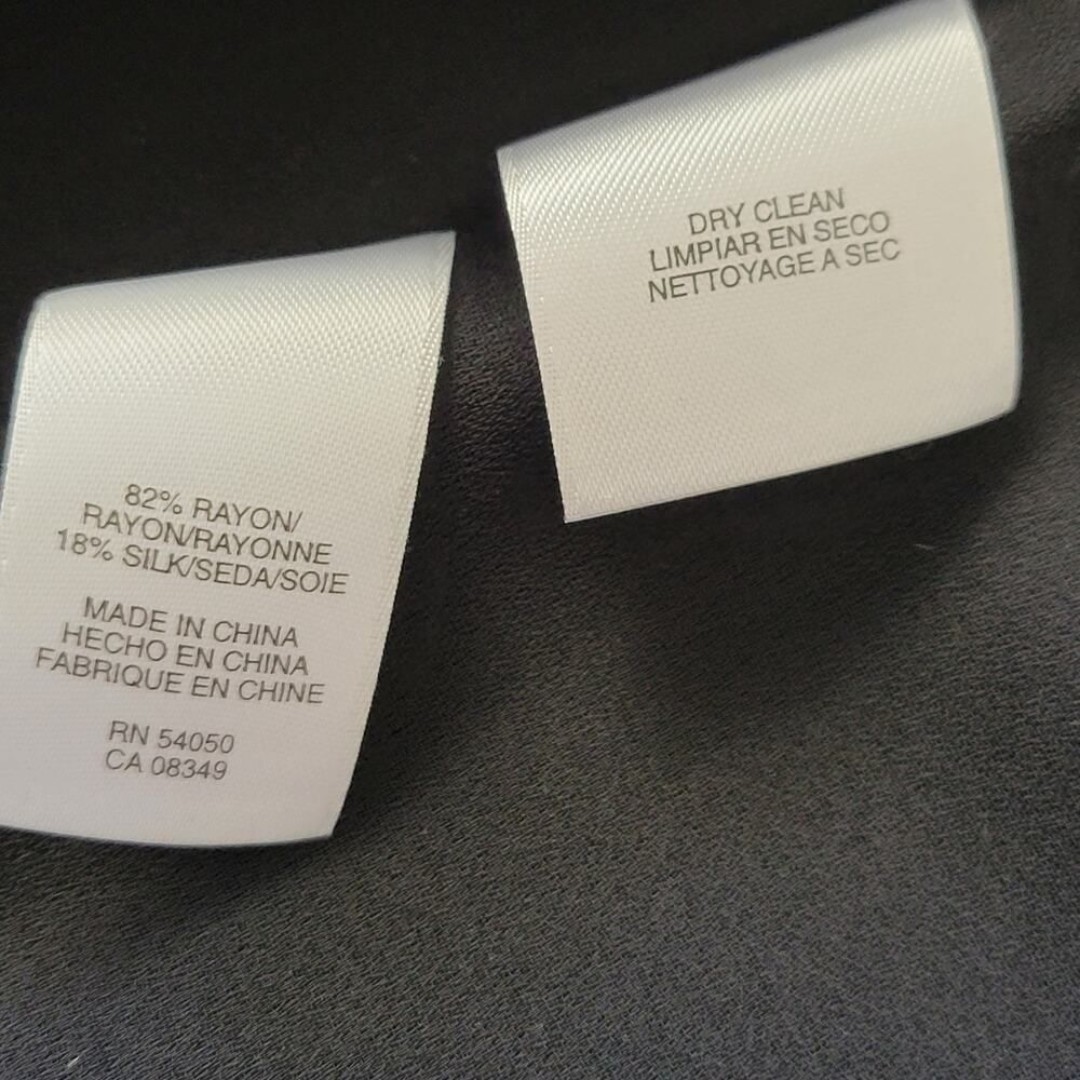 82% RAYON/
RAYON/RAYONNE
18% SILK/SEDA/SOIE
MADE IN CHINA
HECHO EN CHINA
FABRIQUE EN CHINE
RN 54050
CA 08349
DRY CLEAN
LIMPIAR EN SECO
NETTOYAGE A SEC